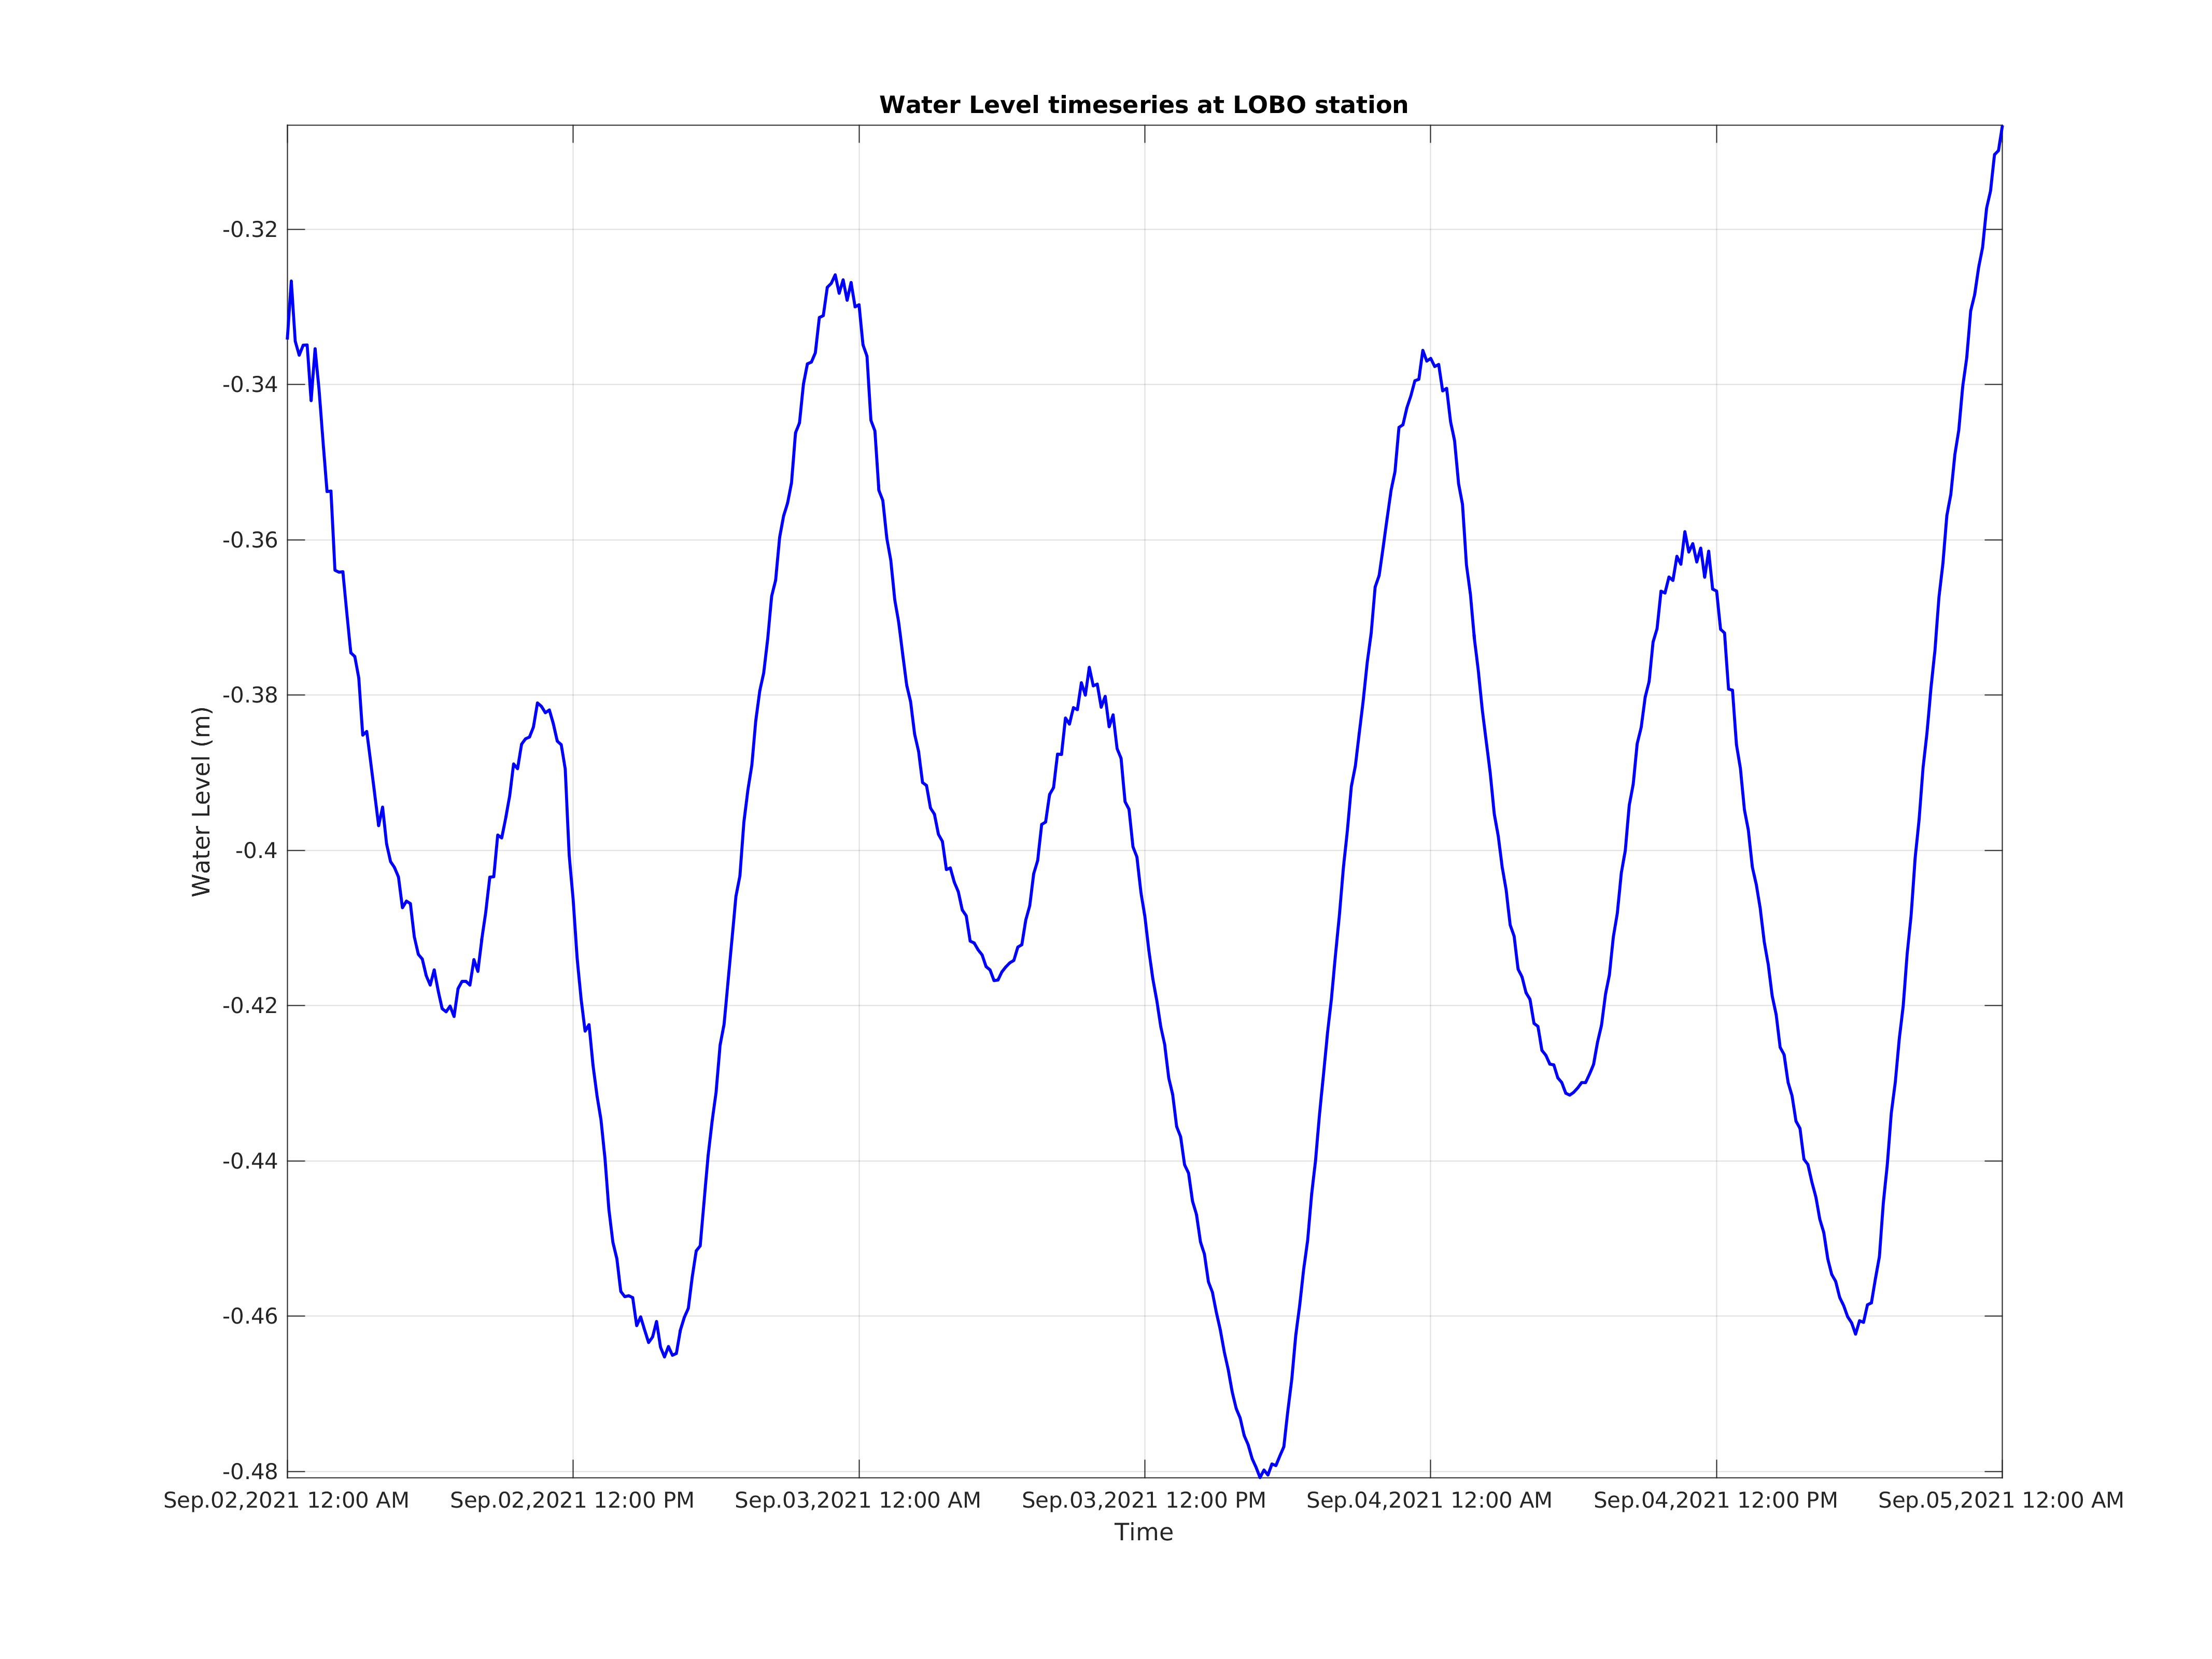 Water Level timeseries at LOBO station
-0.32
-0.34
-0.36
-0.38
-0.4
-0.42
-0.44
-0.46
-0.48
Water Level (m)
Sep.02,2021 12:00 AM Sep.02,2021 12:00 PM Sep.03,2021 12:00 AM Sep.03,2021 12:00 PM Sep.04,2021 12:00 AM Sep.04,2021 12:00 PM Sep.05,2021 12:00 AM
Time